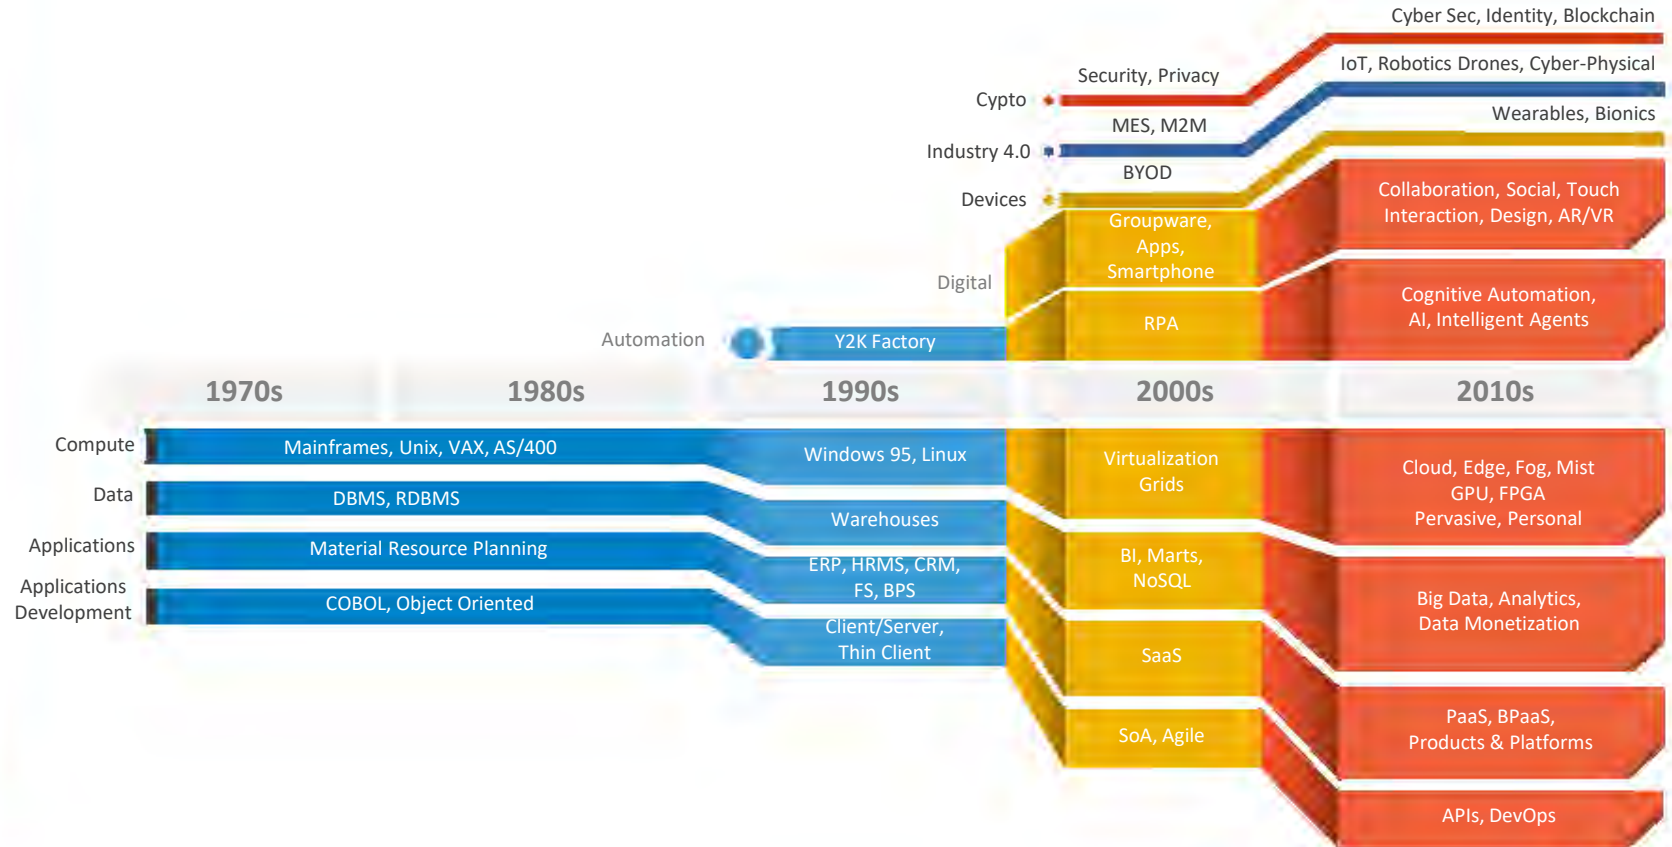 Cyber Sec, Identity, Blockchain
Security, Privacy
IoT, Robotics Drones, Cyber-Physical
Cypto
MES, M2M
Wearables, Bionics
Industry 4.0
BYOD
Devices
Collaboration, Social, Touch
Interaction, Design, AR/VR
Groupware,
Apps,
Smartphone
Digital
Cognitive Automation,
AI, Intelligent Agents
RPA
Automation
Y2K Factory
1970s
1980s
1990s
2000s
2010s
Compute
Mainframes, Unix, VAX, AS/400
Windows 95, Linux
Virtualization
Grids
Cloud, Edge, Fog, Mist
GPU, FPGA
Pervasive, Personal
Data
DBMS, RDBMS
Warehouses
BI, Marts,
NoSQL
Big Data, Analytics,
Data Monetization
Applications
Material Resource Planning
ERP, HRMS, CRM,
FS, BPS
SaaS
PaaS, BPaaS,
Products & Platforms
Applications
Development
COBOL, Object Oriented
Client/Server,
Thin Client
SoA, Agile
APIs, DevOps